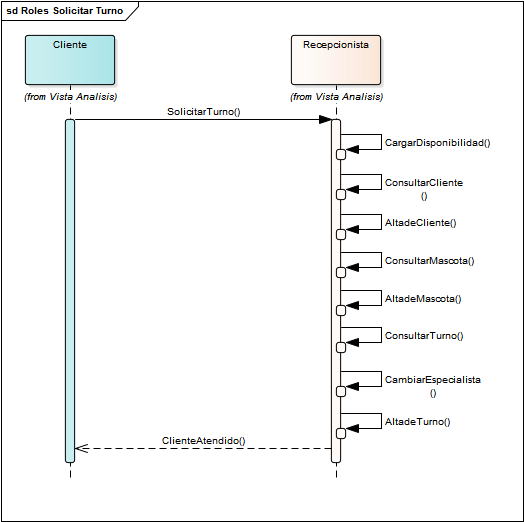 sd Roles Solicitar Turno
Cliente
Recepcionista
(from Vista Analisis)
(from Vista Analisis)
SolicitarTurno()
CargarDisponibilidad()
ConsultarCliente
()
AltadeCliente()
ConsultarMascota()
AltadeMascota()
ConsultarTurno()
CambiarEspecialista
()
AltadeTurno()
ClienteAtendido()